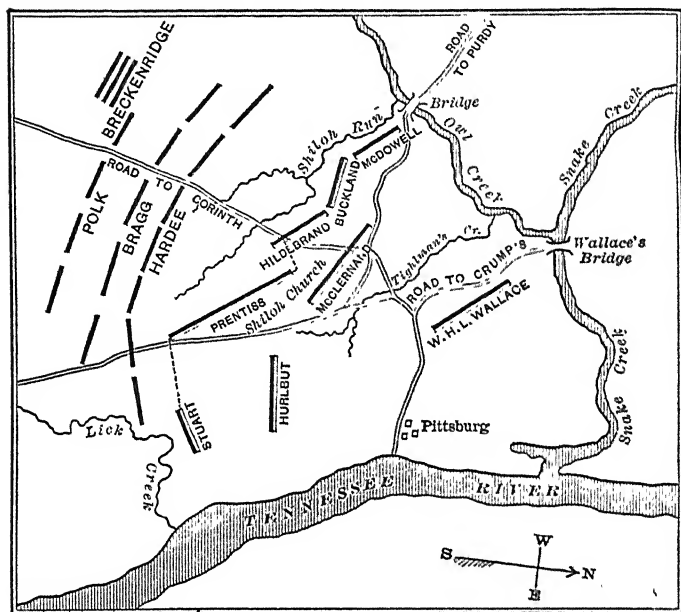 BRECKENRIDGE
ROAD TO PURDY
Bridge
Shiloh Run
Owl Creek
Snake Creek
McDOWELL
BUCKLAND
POLK
BRAGG
HARDEE
ROAD TO CORINTH
HILDEBRAND
Shiloh Church
McCLERNAND
Tighlman's Cr.
ROAD TO CRUMP'S
Wallace's
Bridge
PRENTISS
W.H.L. WALLACE
Snake Creek
STUART
HURLBUT
Pittsburg
Lick Creek
TENNESSEE RIVER
W
S N
E